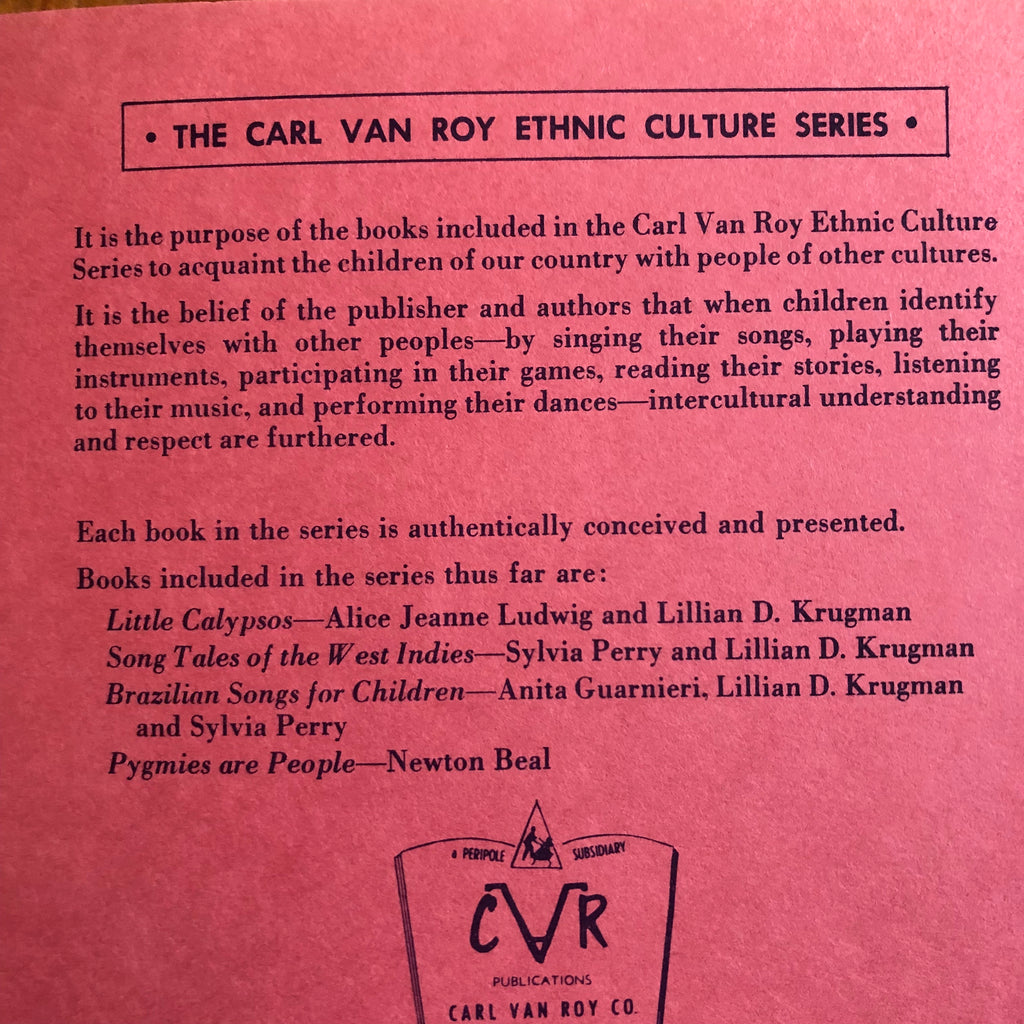 • THE CARL VAN ROY ETHNIC CULTURE SERIES •
It is the purpose of the books included in the Carl Van Roy Ethnic Culture
Series to acquaint the children of our country with people of other cultures.
It is the belief of the publisher and authors that when children identify
themselves with other peoples—by singing their songs, playing their
instruments, participating in their games, reading their stories, listening
to their music, and performing their dances—intercultural understanding
and respect are furthered.
Each book in the series is authentically conceived and presented.
Books included in the series thus far are:
Little Calypsos—Alice Jeanne Ludwig and Lillian D. Krugman
Song Tales of the West Indies—Sylvia Perry and Lillian D. Krugman
Brazilian Songs for Children—Anita Guarnieri, Lillian D. Krugman
and Sylvia Perry
Pygmies are People—Newton Beal
a PERIPOLE SUBSIDIARY
CVR
PUBLICATIONS
CARL VAN ROY CO.